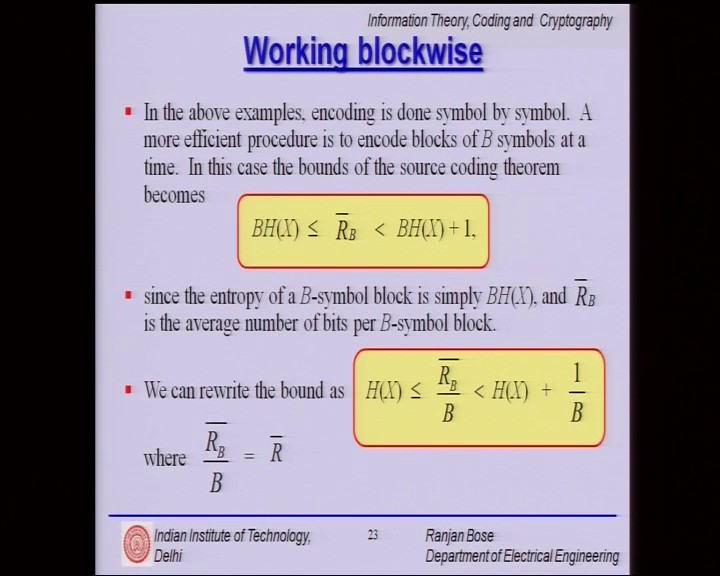 Information Theory, Coding and Cryptography
Working blockwise
In the above examples, encoding is done symbol by symbol. A
more efficient procedure is to encode blocks of B symbols at a
time. In this case the bounds of the source coding theorem
becomes
BH(X) ≤ R̅_B < BH(X) + 1,
since the entropy of a B-symbol block is simply BH(X), and R̅_B
is the average number of bits per B-symbol block.
We can rewrite the bound as H(X) ≤ R̅_B / B < H(X) + 1 / B
where R̅_B / B = R̅
Indian Institute of Technology,
Delhi
23
Ranjan Bose
Department of Electrical Engineering